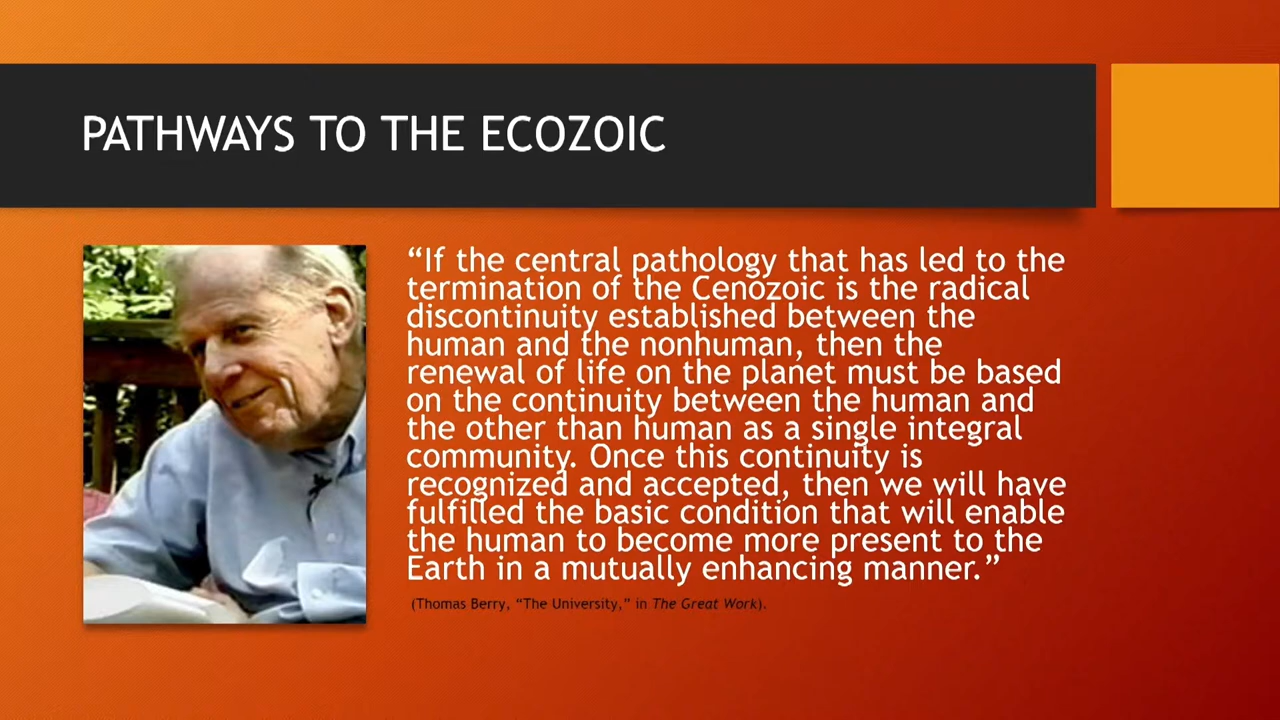 PATHWAYS TO THE ECOZOIC
“If the central pathology that has led to the
termination of the Cenozoic is the radical
discontinuity established between the
human and the nonhuman, then the
renewal of life on the planet must be based
on the continuity between the human and
the other than human as a single integral
community. Once this continuity is
recognized and accepted, then we will have
fulfilled the basic condition that will enable
the human to become more present to the
Earth in a mutually enhancing manner.”
(Thomas Berry, “The University,” in The Great Work).